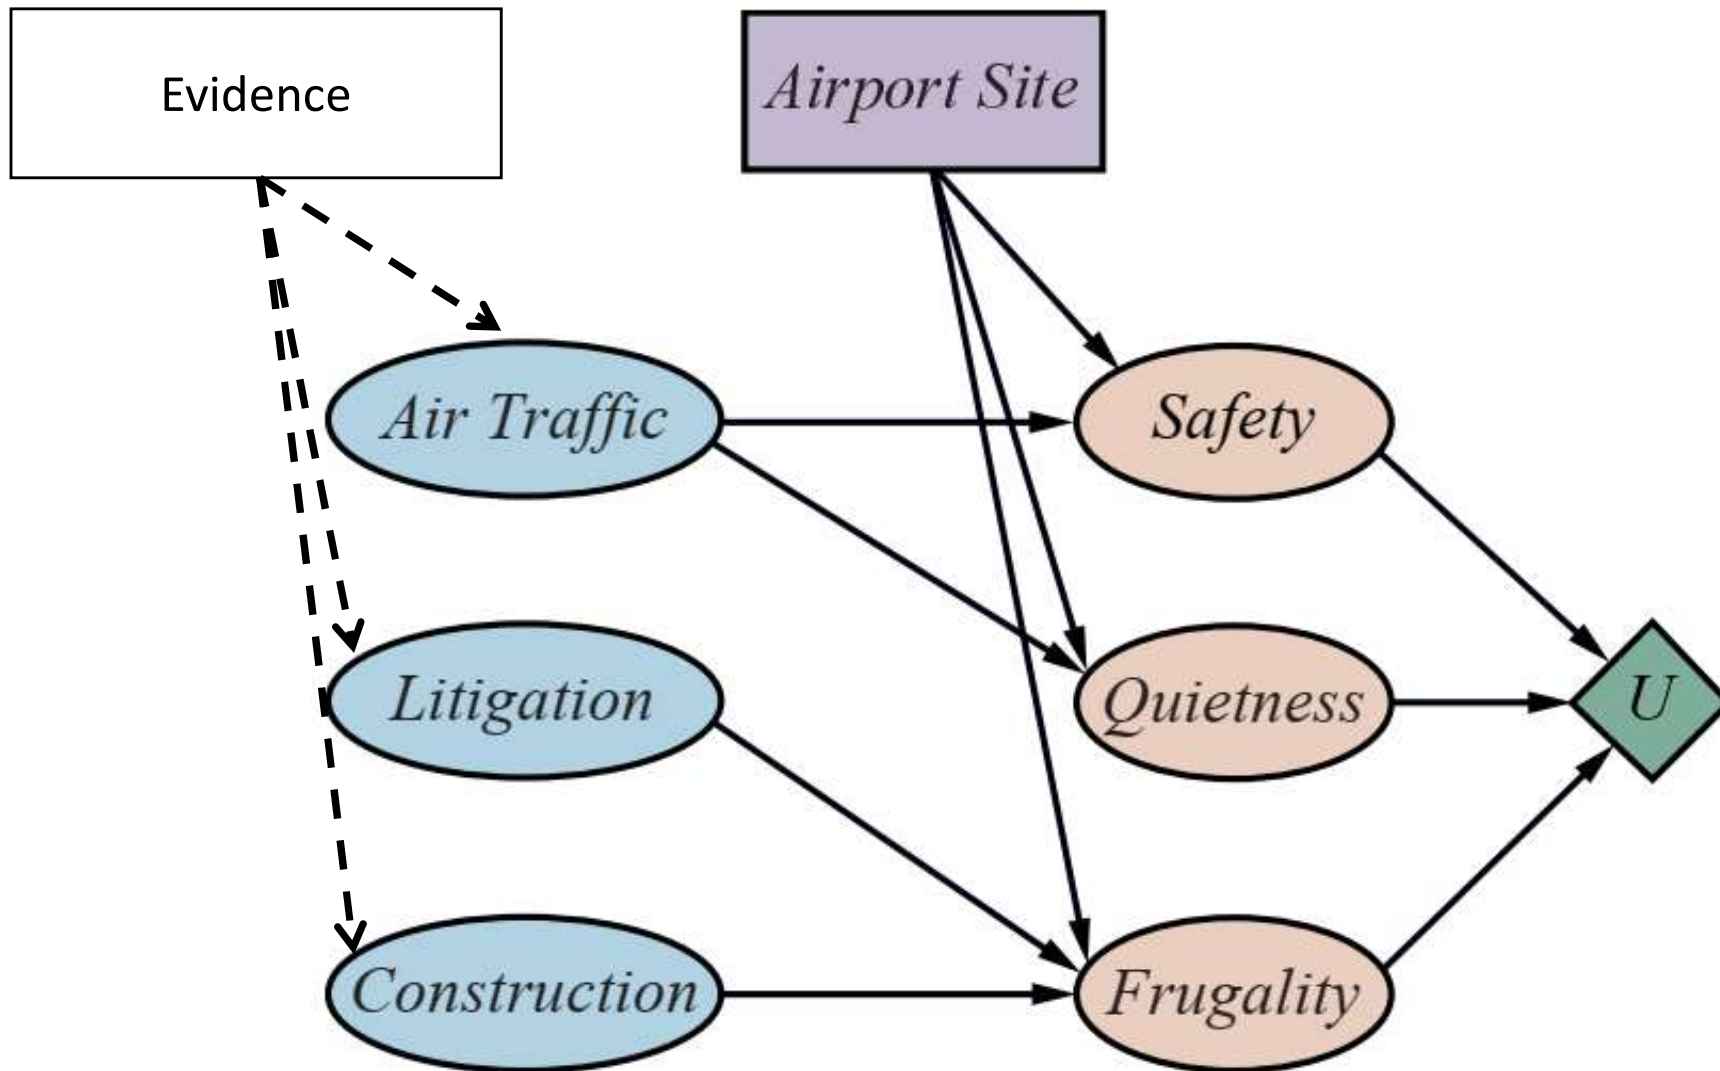 Evidence
Airport Site
Air Traffic
Safety
Litigation
Quietness
U
Construction
Frugality